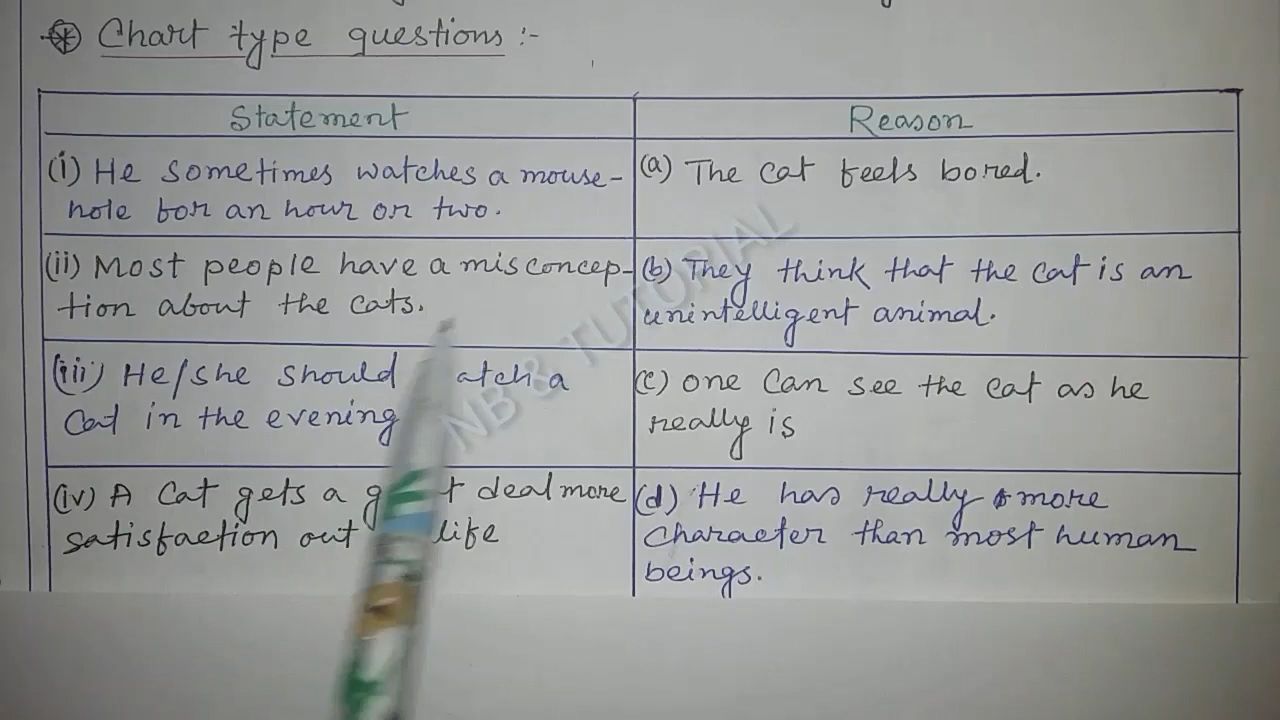 Chart type questions :-
Statement
Reason
(i) He sometimes watches a mouse-
hole for an hour or two.
(a) The cat feels bored.
(ii) Most people have a misconcep-
tion about the cats.
(b) They think that the cat is an
unintelligent animal.
(iii) He/she should a
cat in the evening
(c) one can see the cat as he
really is
(iv) A cat gets a deal more
satisfaction out life
(d) He has really more
character than most human
beings.
NB's TUTORIAL